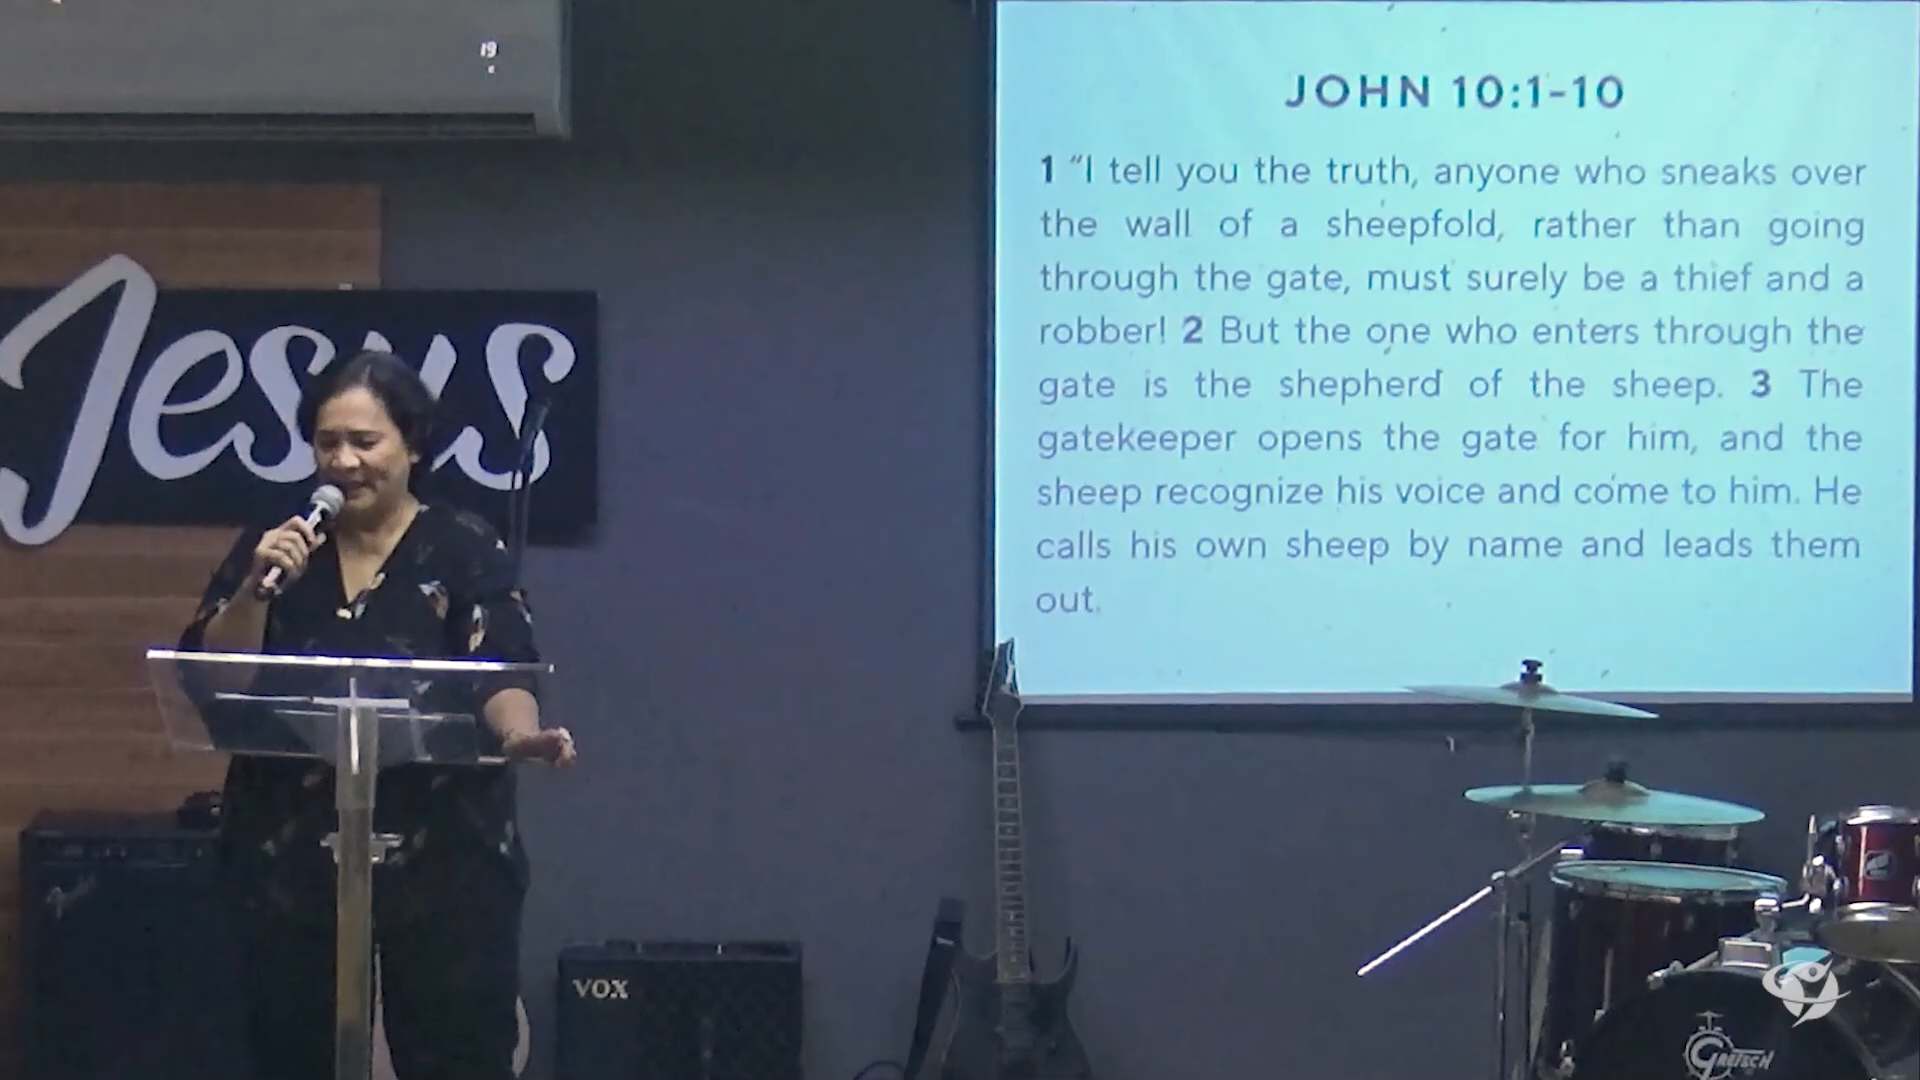 19
Jesus
JOHN 10:1-10
1 “I tell you the truth, anyone who sneaks over
the wall of a sheepfold, rather than going
through the gate, must surely be a thief and a
robber! 2 But the one who enters through the
gate is the shepherd of the sheep. 3 The
gatekeeper opens the gate for him, and the
sheep recognize his voice and come to him. He
calls his own sheep by name and leads them
out.
Fender
VOX
GRETSCH